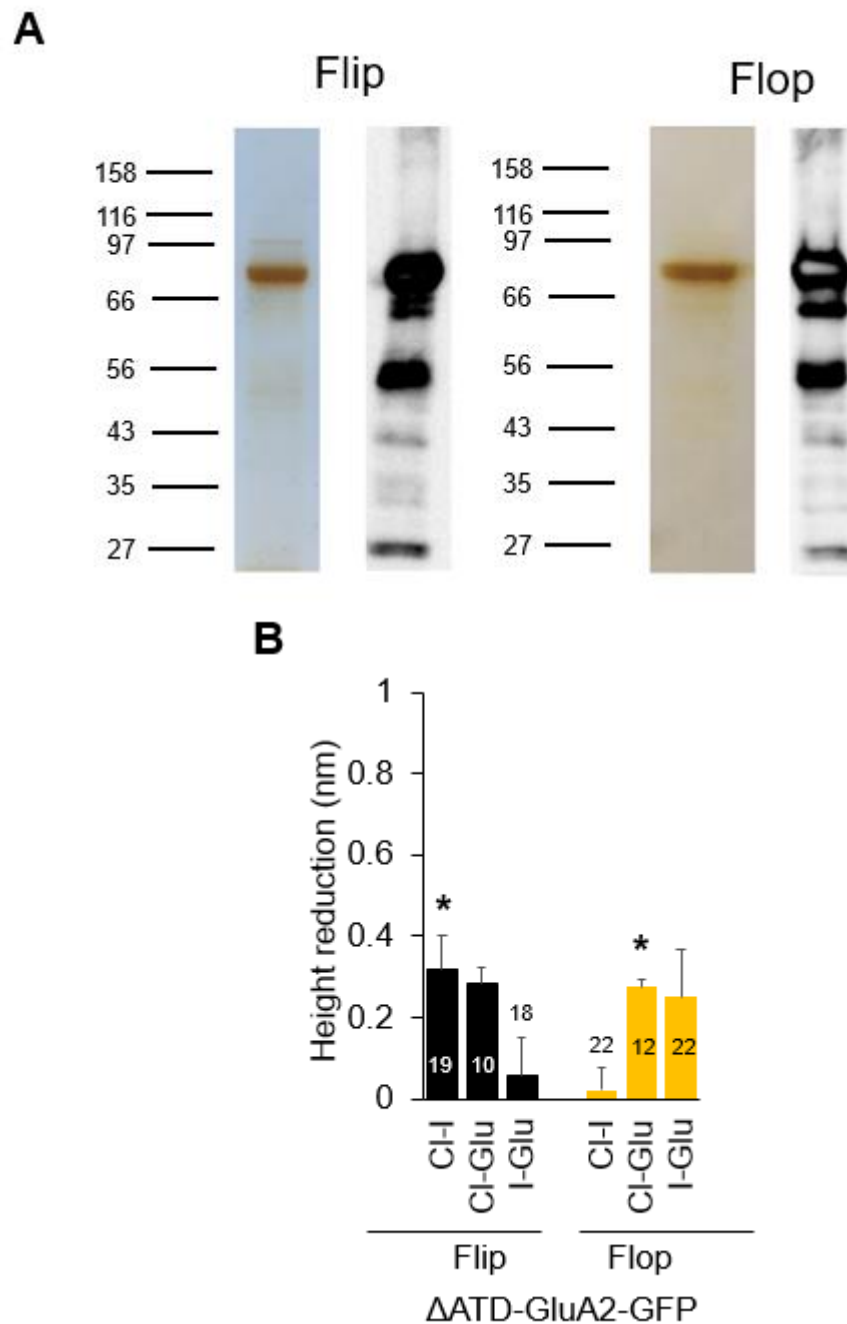 A
Flip
Flop
158
116
97
66
56
43
35
27
158
116
97
66
56
43
35
27
B
Height reduction (nm)
1
0.8
0.6
0.4
0.2
0
*
*
19
10
18
22
12
22
Cl-I
Cl-Glu
I-Glu
Cl-I
Cl-Glu
I-Glu
Flip
Flop
ΔATD-GluA2-GFP